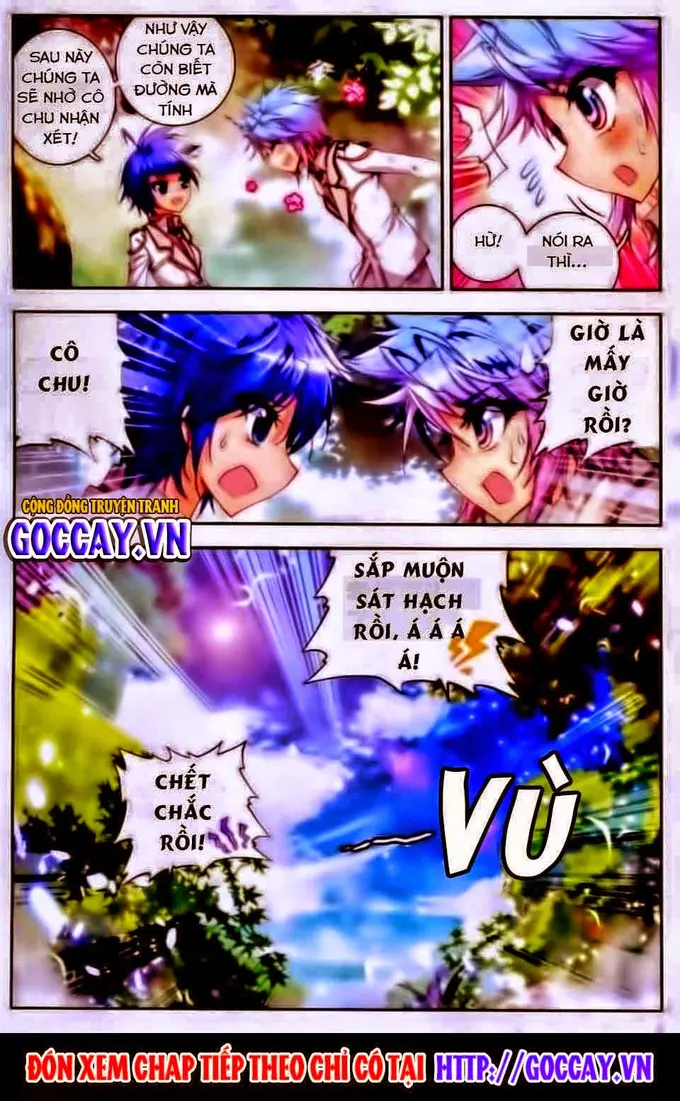 SAU NÀY
CHÚNG TA
SẼ NHỜ CÔ
CHU NHẬN
XÉT!
NHƯ VẬY
CHÚNG TA
CÒN BIẾT
ĐƯỜNG MÀ
TÍNH
HỪ!
NÓI RA
THÌ...
CÔ
CHU!
GIỜ LÀ
MẤY
GIỜ
RỒI?
CỘNG ĐỒNG TRUYỆN TRANH
GOCCAY.VN
SẮP MUỘN
SÁT HẠCH
RỒI, Á Á Á
Á!
CHẾT
CHẮC
RỒI!
VÙ
ĐÓN XEM CHAP TIẾP THEO CHỈ CÓ TẠI HTTP://GOCCAY.VN